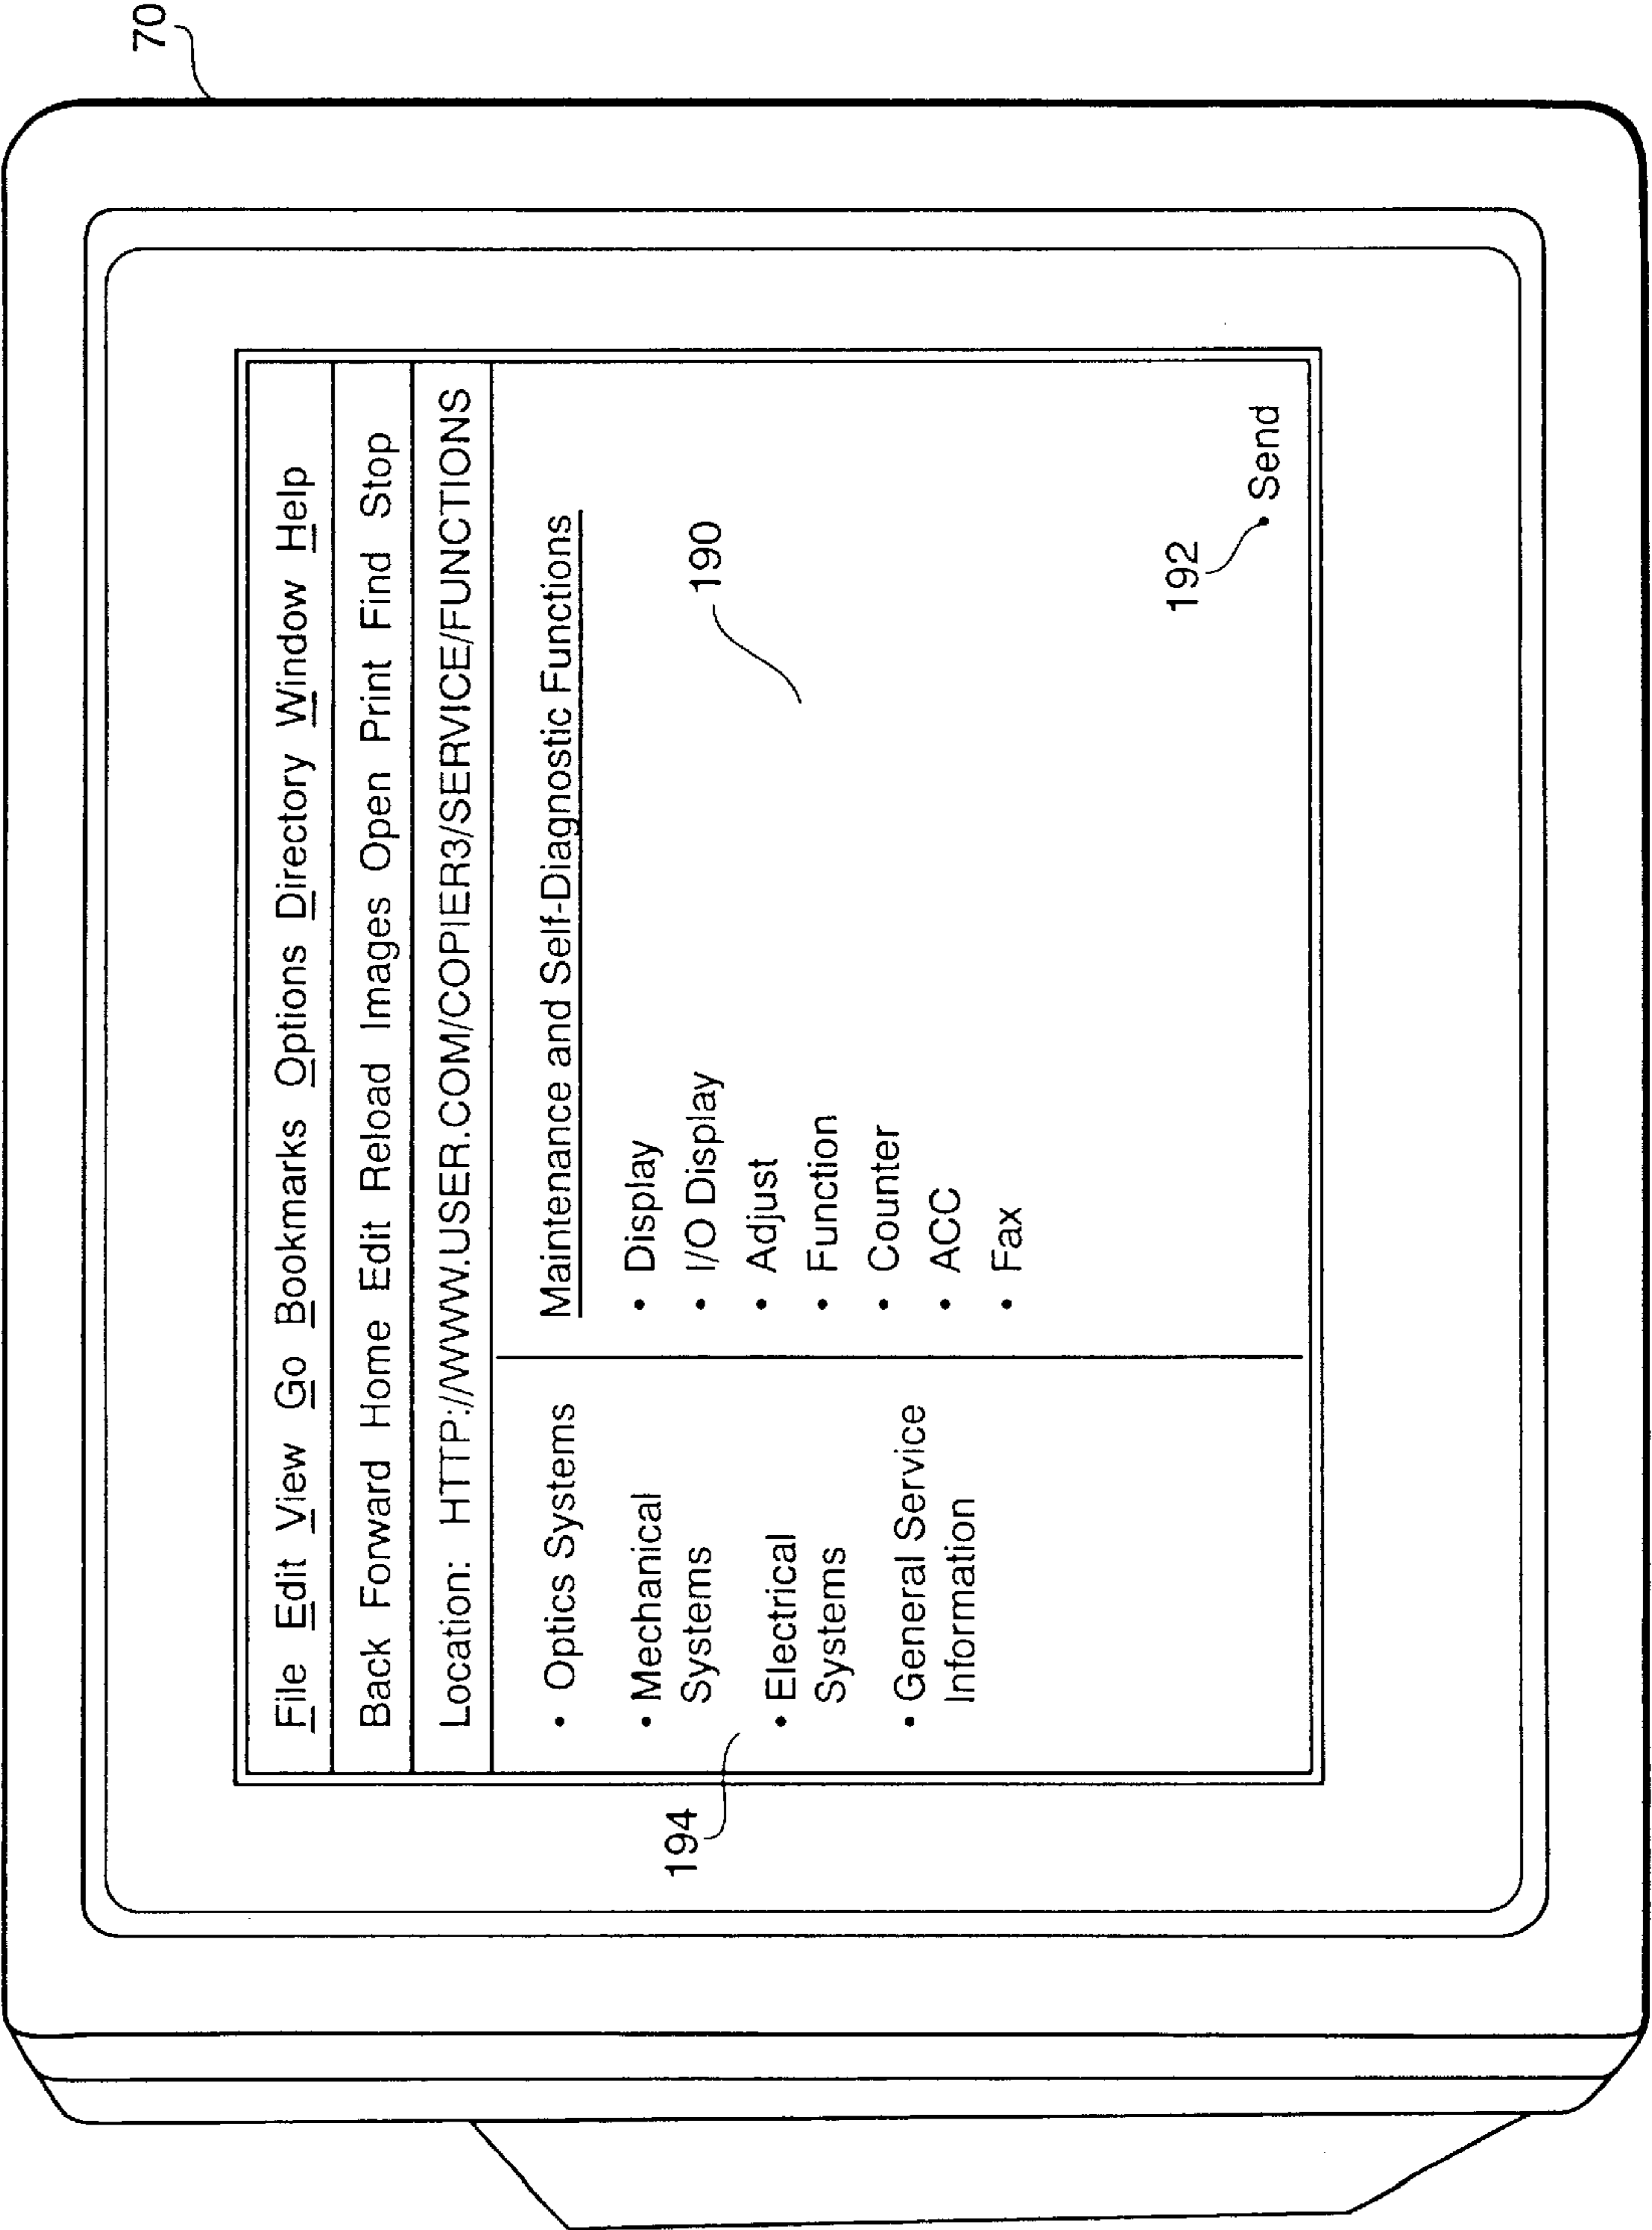 70
File Edit View Go Bookmarks Options Directory Window Help
Back Forward Home Edit Reload Images Open Print Find Stop
Location: HTTP://WWW.USER.COM/COPIER3/SERVICE/FUNCTIONS
• Optics Systems
• Mechanical
Systems
• Electrical
Systems
• General Service
Information
194
Maintenance and Self-Diagnostic Functions
• Display
• I/O Display
• Adjust
• Function
• Counter
• ACC
• Fax
190
192
• Send